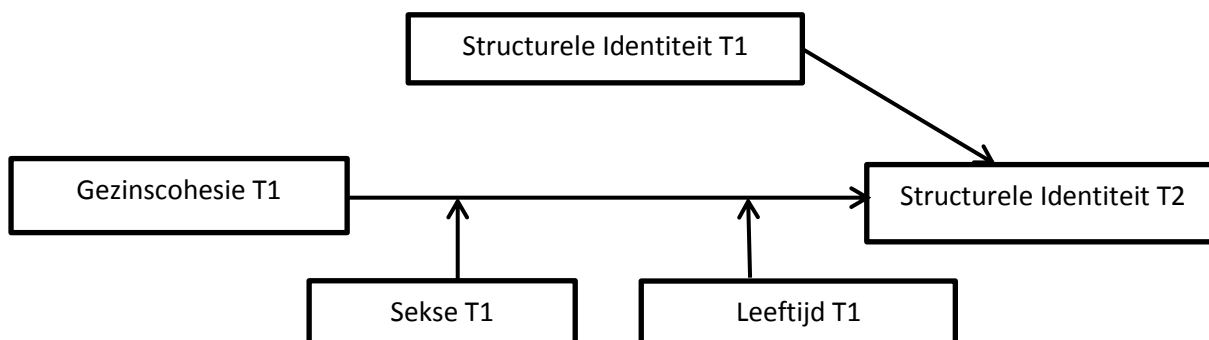 Structurele Identiteit T1
Gezinscohesie T1
Structurele Identiteit T2
Sekse T1
Leeftijd T1